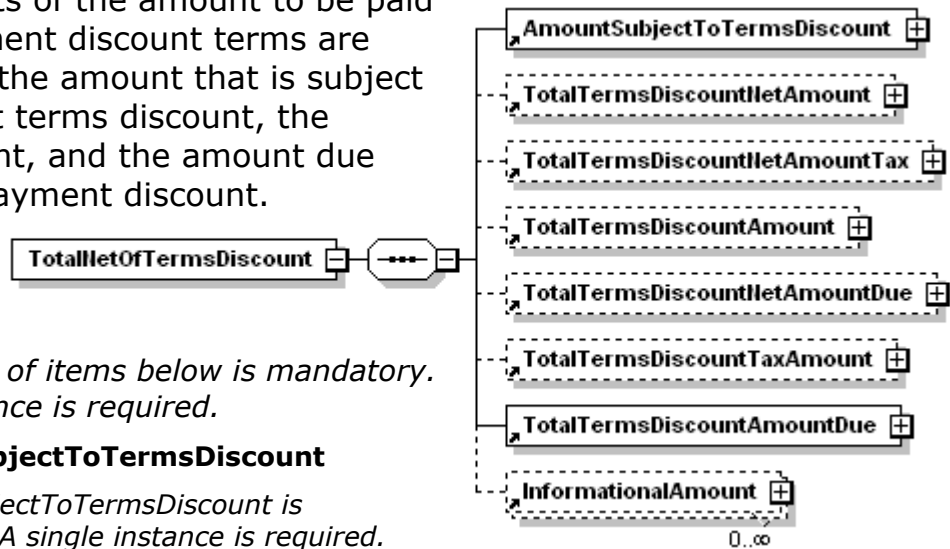 ts of the amount to be paid
ment discount terms are
the amount that is subject
t terms discount, the
nt, and the amount due
ayment discount.
TotalNetOfTermsDiscount
AmountSubjectToTermsDiscount
TotalTermsDiscountNetAmount
TotalTermsDiscountNetAmountTax
TotalTermsDiscountAmount
TotalTermsDiscountNetAmountDue
TotalTermsDiscountTaxAmount
TotalTermsDiscountAmountDue
InformationalAmount
0..∞
of items below is mandatory.
nce is required.
bjectToTermsDiscount
jectToTermsDiscount is
A single instance is required.